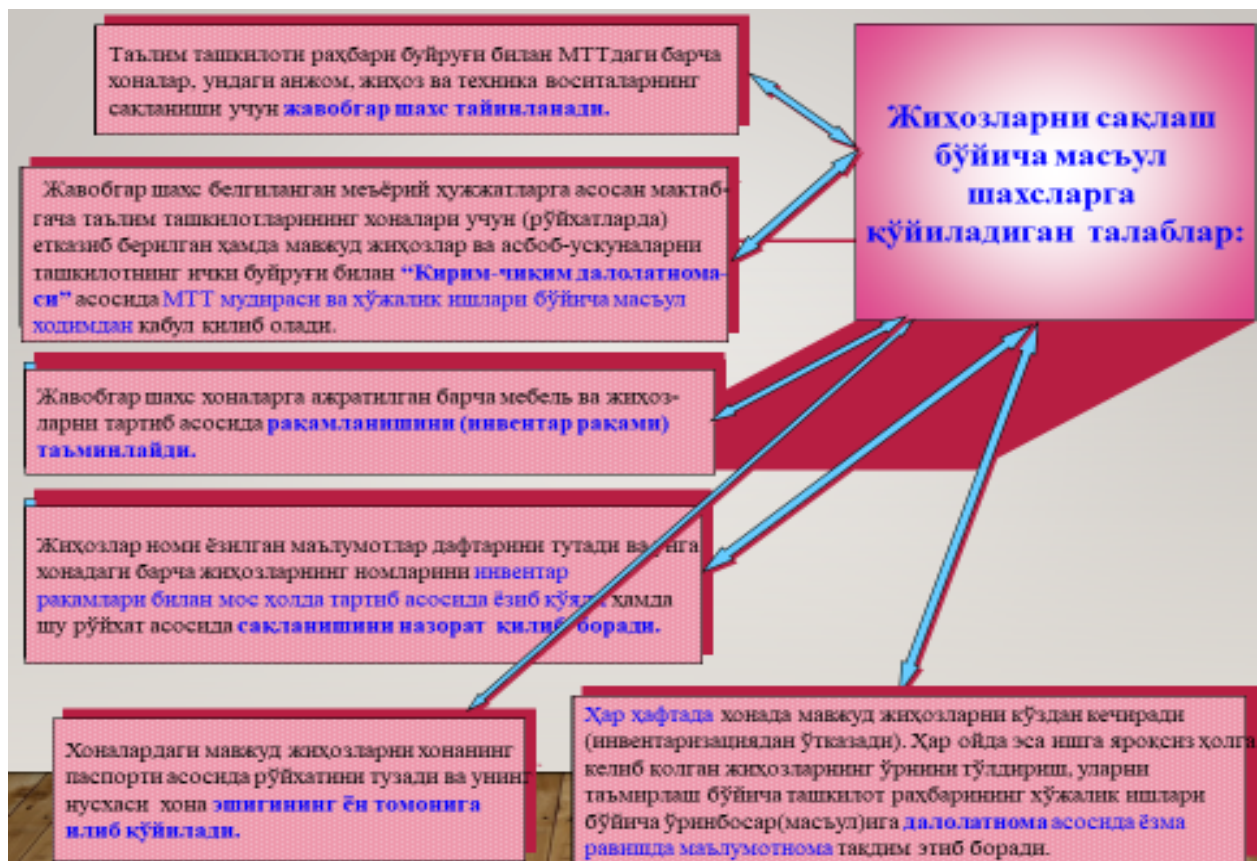 Таълим ташкилоти раҳбари буйруғи билан МТТдаги барча
хоналар, ундаги анжом, жиҳоз ва техника воситаларнинг
сақланиши учун жавобгар шахс тайинланади.
Жиҳозларни сақлаш
бўйича масъул
шахсларга
қўйиладиган талаблар:
Жавобгар шахс белгиланган меъёрий ҳужжатларга асосан мактаб-
гача таълим ташкилотларининг хоналари учун (рўйхатларда)
етказиб берилган ҳамда мавжуд жиҳозлар ва асбоб-ускуналарни
ташкилотнинг ички буйруғи билан “Кирим-чиқим далолатнома-
си” асосида МТТ мудираси ва хўжалик ишлари бўйича масъул
ходимдан қабул қилиб олади.
Жавобгар шахс хоналарга ажратилган барча мебель ва жиҳоз-
ларни тартиб асосида рақамланишини (инвентар рақами)
таъминлайди.
Жиҳозлар номи ёзилган маълумотлар дафтарини тутади ва унга
хонадаги барча жиҳозларнинг номларини инвентар
рақамлари билан мос ҳолда тартиб асосида ёзиб қўяди ҳамда
шу рўйхат асосида сақланишини назорат қилиб боради.
Хоналардаги мавжуд жиҳозларни хонанинг
паспорти асосида рўйхатини тузади ва унинг
нусхаси хона эшигининг ён томонига
илиб қўйилади.
Ҳар ҳафтада хонада мавжуд жиҳозларни кўздан кечиради
(инвентаризациядан ўтказади). Ҳар ойда эса ишга яроқсиз ҳолга
келиб қолган жиҳозларнинг ўрнини тўлдириш, уларни
таъмирлаш бўйича ташкилот раҳбарининг хўжалик ишлари
бўйича ўринбосар(масъул)ига далолатнома асосида ёзма
равишда маълумотнома тақдим этиб боради.